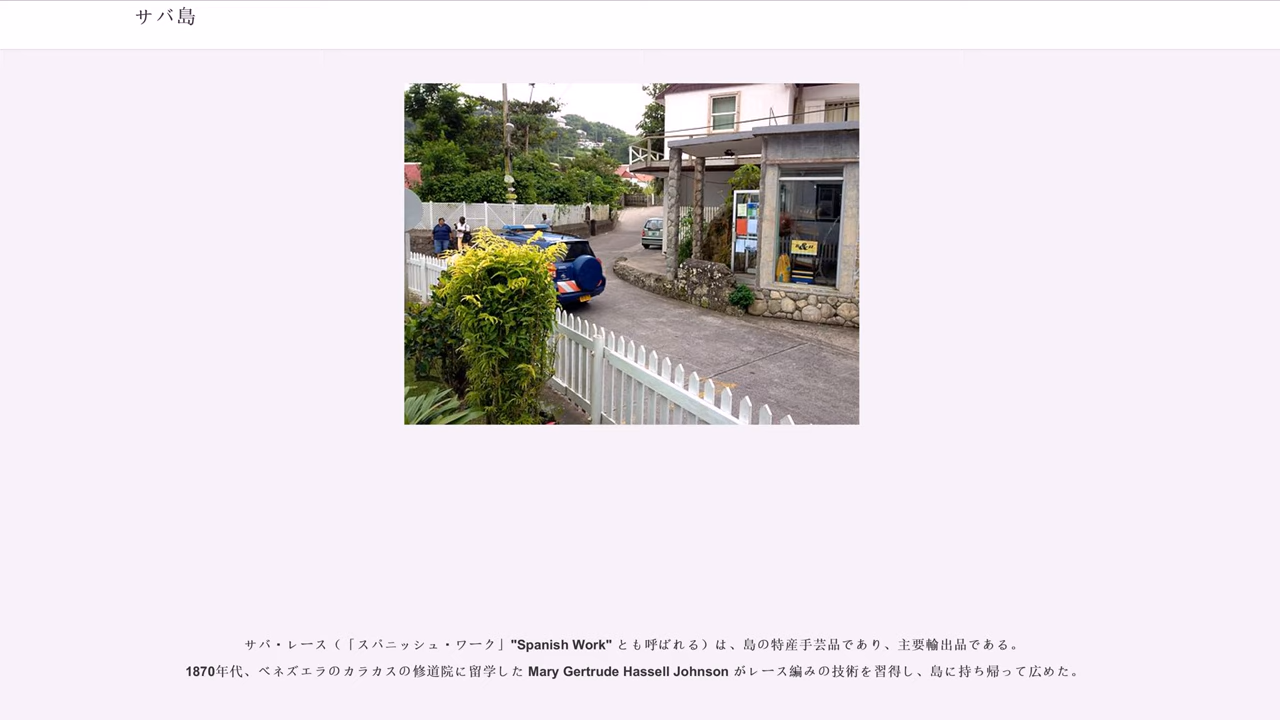 サバ島
サバ・レース（「スパニッシュ・ワーク」"Spanish Work" とも呼ばれる）は、島の特産手芸品であり、主要輸出品である。
1870年代、ベネズエラのカラカスの修道院に留学した Mary Gertrude Hassell Johnson がレース編みの技術を習得し、島に持ち帰って広めた。